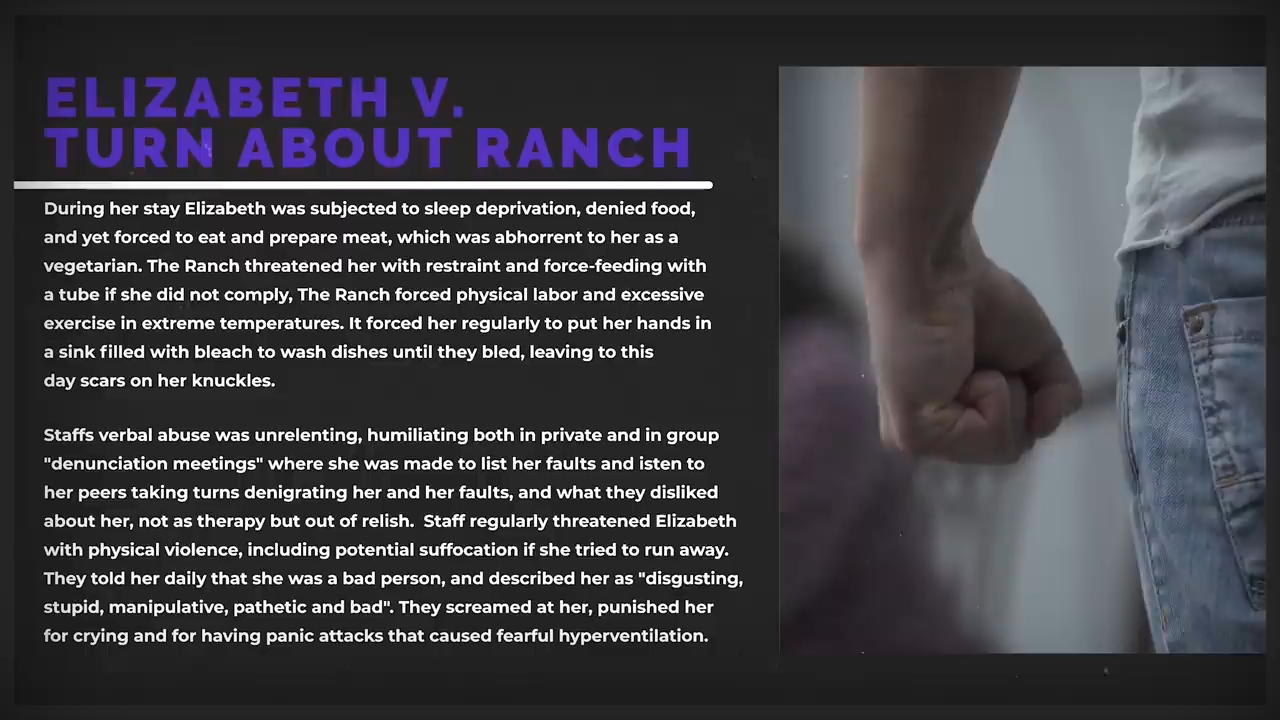 ELIZABETH V.
TURN ABOUT RANCH
During her stay Elizabeth was subjected to sleep deprivation, denied food,
and yet forced to eat and prepare meat, which was abhorrent to her as a
vegetarian. The Ranch threatened her with restraint and force-feeding with
a tube if she did not comply, The Ranch forced physical labor and excessive
exercise in extreme temperatures. It forced her regularly to put her hands in
a sink filled with bleach to wash dishes until they bled, leaving to this
day scars on her knuckles.
Staffs verbal abuse was unrelenting, humiliating both in private and in group
"denunciation meetings" where she was made to list her faults and isten to
her peers taking turns denigrating her and her faults, and what they disliked
about her, not as therapy but out of relish.  Staff regularly threatened Elizabeth
with physical violence, including potential suffocation if she tried to run away.
They told her daily that she was a bad person, and described her as "disgusting,
stupid, manipulative, pathetic and bad". They screamed at her, punished her
for crying and for having panic attacks that caused fearful hyperventilation.